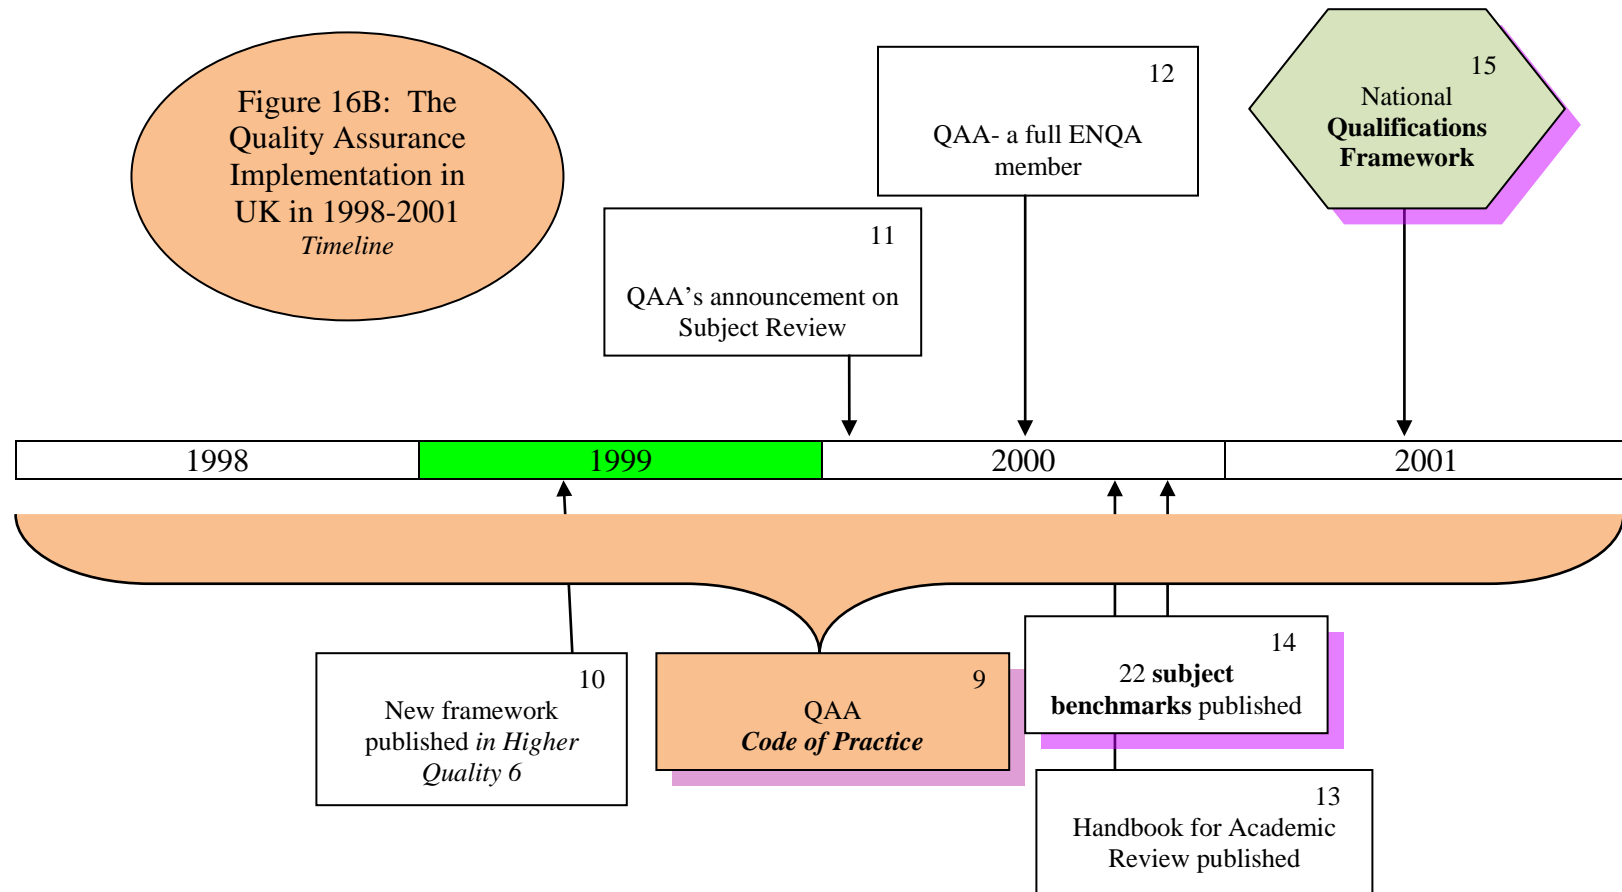 Figure 16B: The
Quality Assurance
Implementation in
UK in 1998-2001
Timeline
12
QAA- a full ENQA
member
15
National
Qualifications
Framework
11
QAA’s announcement on
Subject Review
1998
1999
2000
2001
10
New framework
published in Higher
Quality 6
9
QAA
Code of Practice
14
22 subject
benchmarks published
13
Handbook for Academic
Review published